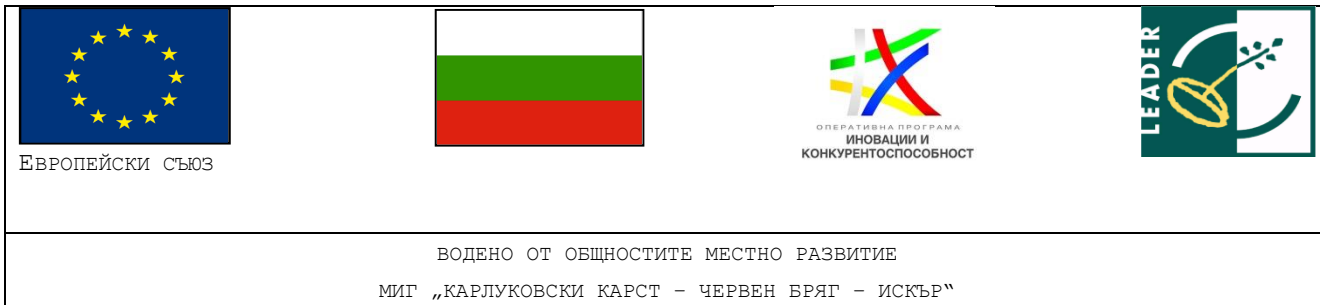 ЕВРОПЕЙСКИ СЪЮЗ
ОПЕРАТИВНА ПРОГРАМА
ИНОВАЦИИ И
КОНКУРЕНТОСПОСОБНОСТ
LEADER
ВОДЕНО ОТ ОБЩНОСТИТЕ МЕСТНО РАЗВИТИЕ
МИГ „КАРЛУКОВСКИ КАРСТ – ЧЕРВЕН БРЯГ – ИСКЪР“